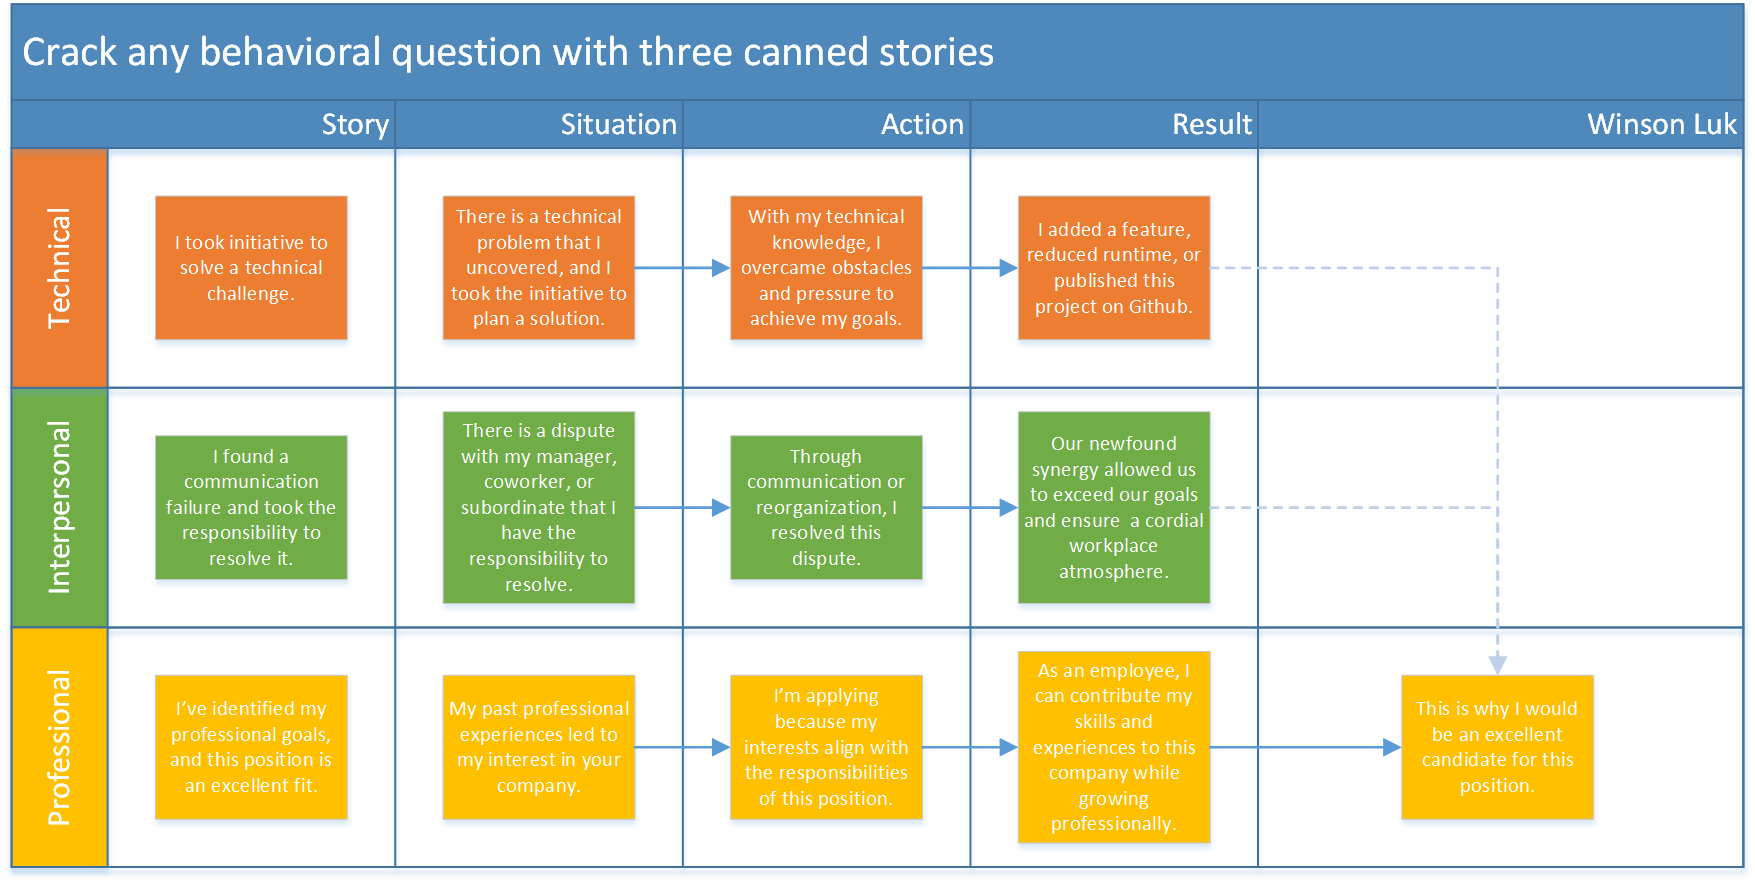 Crack any behavioral question with three canned stories
Story
Situation
Action
Result
Winson Luk
Technical
I took initiative to
solve a technical
challenge.
There is a technical
problem that I
uncovered, and I
took the initiative to
plan a solution.
With my technical
knowledge, I
overcame obstacles
and pressure to
achieve my goals.
I added a feature,
reduced runtime, or
published this
project on Github.
Interpersonal
I found a
communication
failure and took the
responsibility to
resolve it.
There is a dispute
with my manager,
coworker, or
subordinate that I
have the
responsibility to
resolve.
Through
communication or
reorganization, I
resolved this
dispute.
Our newfound
synergy allowed us
to exceed our goals
and ensure  a cordial
workplace
atmosphere.
Professional
I’ve identified my
professional goals,
and this position is
an excellent fit.
My past professional
experiences led to
my interest in your
company.
I’m applying
because my
interests align with
the responsibilities
of this position.
As an employee, I
can contribute my
skills and
experiences to this
company while
growing
professionally.
This is why I would
be an excellent
candidate for this
position.